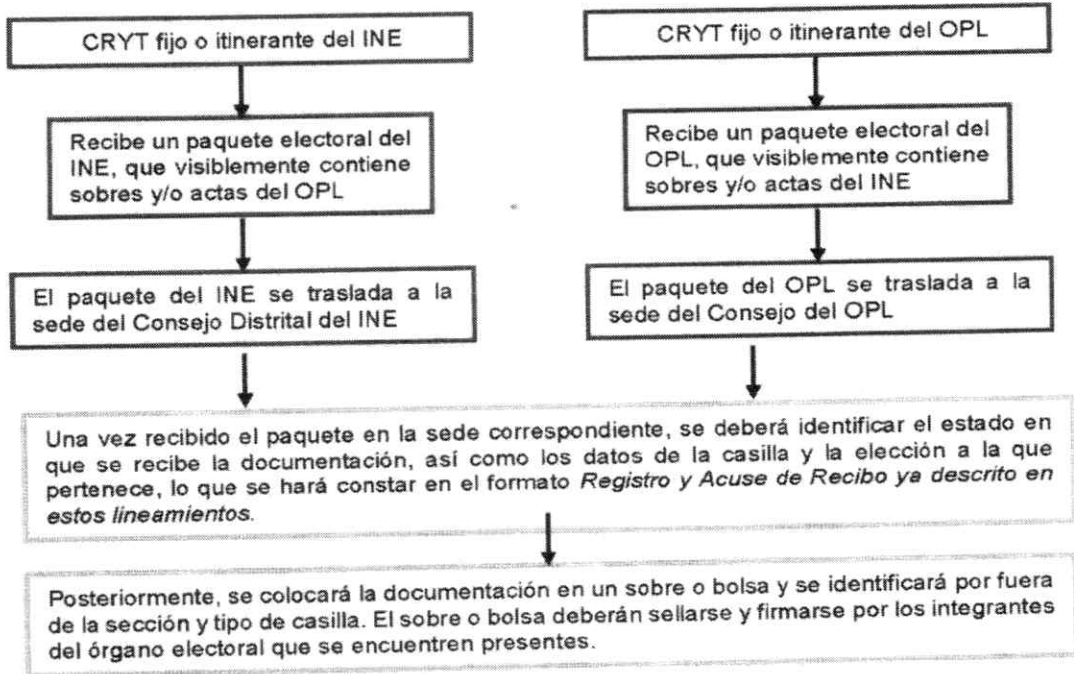 CRYT fijo o itinerante del INE
CRYT fijo o itinerante del OPL
Recibe un paquete electoral del
INE, que visiblemente contiene
sobres y/o actas del OPL
Recibe un paquete electoral del
OPL, que visiblemente contiene
sobres y/o actas del INE
El paquete del INE se traslada a la
sede del Consejo Distrital del INE
El paquete del OPL se traslada a la
sede del Consejo del OPL
Una vez recibido el paquete en la sede correspondiente, se deberá identificar el estado en
que se recibe la documentación, así como los datos de la casilla y la elección a la que
pertenece, lo que se hará constar en el formato Registro y Acuse de Recibo ya descrito en
estos lineamientos.
Posteriormente, se colocará la documentación en un sobre o bolsa y se identificará por fuera
de la sección y tipo de casilla. El sobre o bolsa deberán sellarse y firmarse por los integrantes
del órgano electoral que se encuentren presentes.